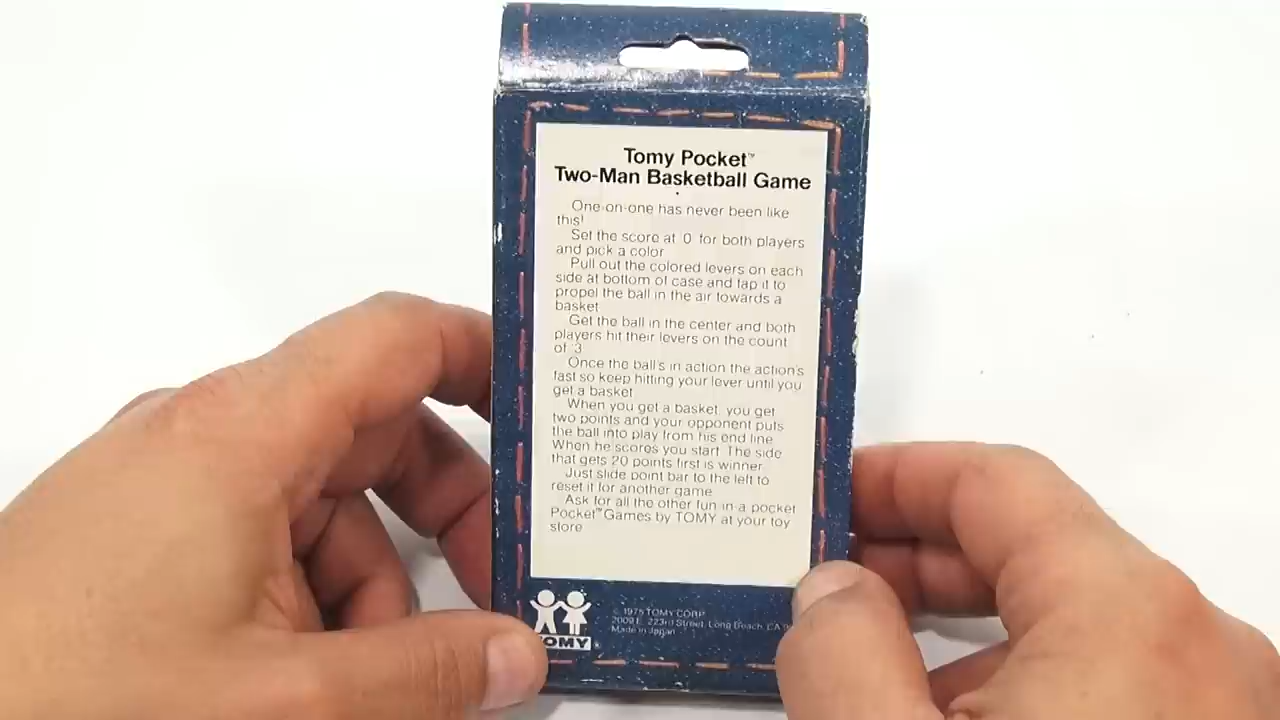 Tomy Pocket™
Two-Man Basketball Game
One-on-one has never been like
this!
Set the score at 0 for both players
and pick a color
Pull out the colored levers on each
side at bottom of case and tap it to
propel the ball in the air towards a
basket
Get the ball in the center and both
players hit their levers on the count
of 3
Once the ball's in action the action's
fast so keep hitting your lever until you
get a basket
When you get a basket, you get
two points and your opponent puts
the ball into play from his end line
When he scores you start The side
that gets 20 points first is winner
Just slide point bar to the left to
reset it for another game
Ask for all the other fun-in-a pocket
Pocket™ Games by TOMY at your toy
store
TOMY
© 1975 TOMY CORP
223rd Street, Long Beach, CA
Made in Japan